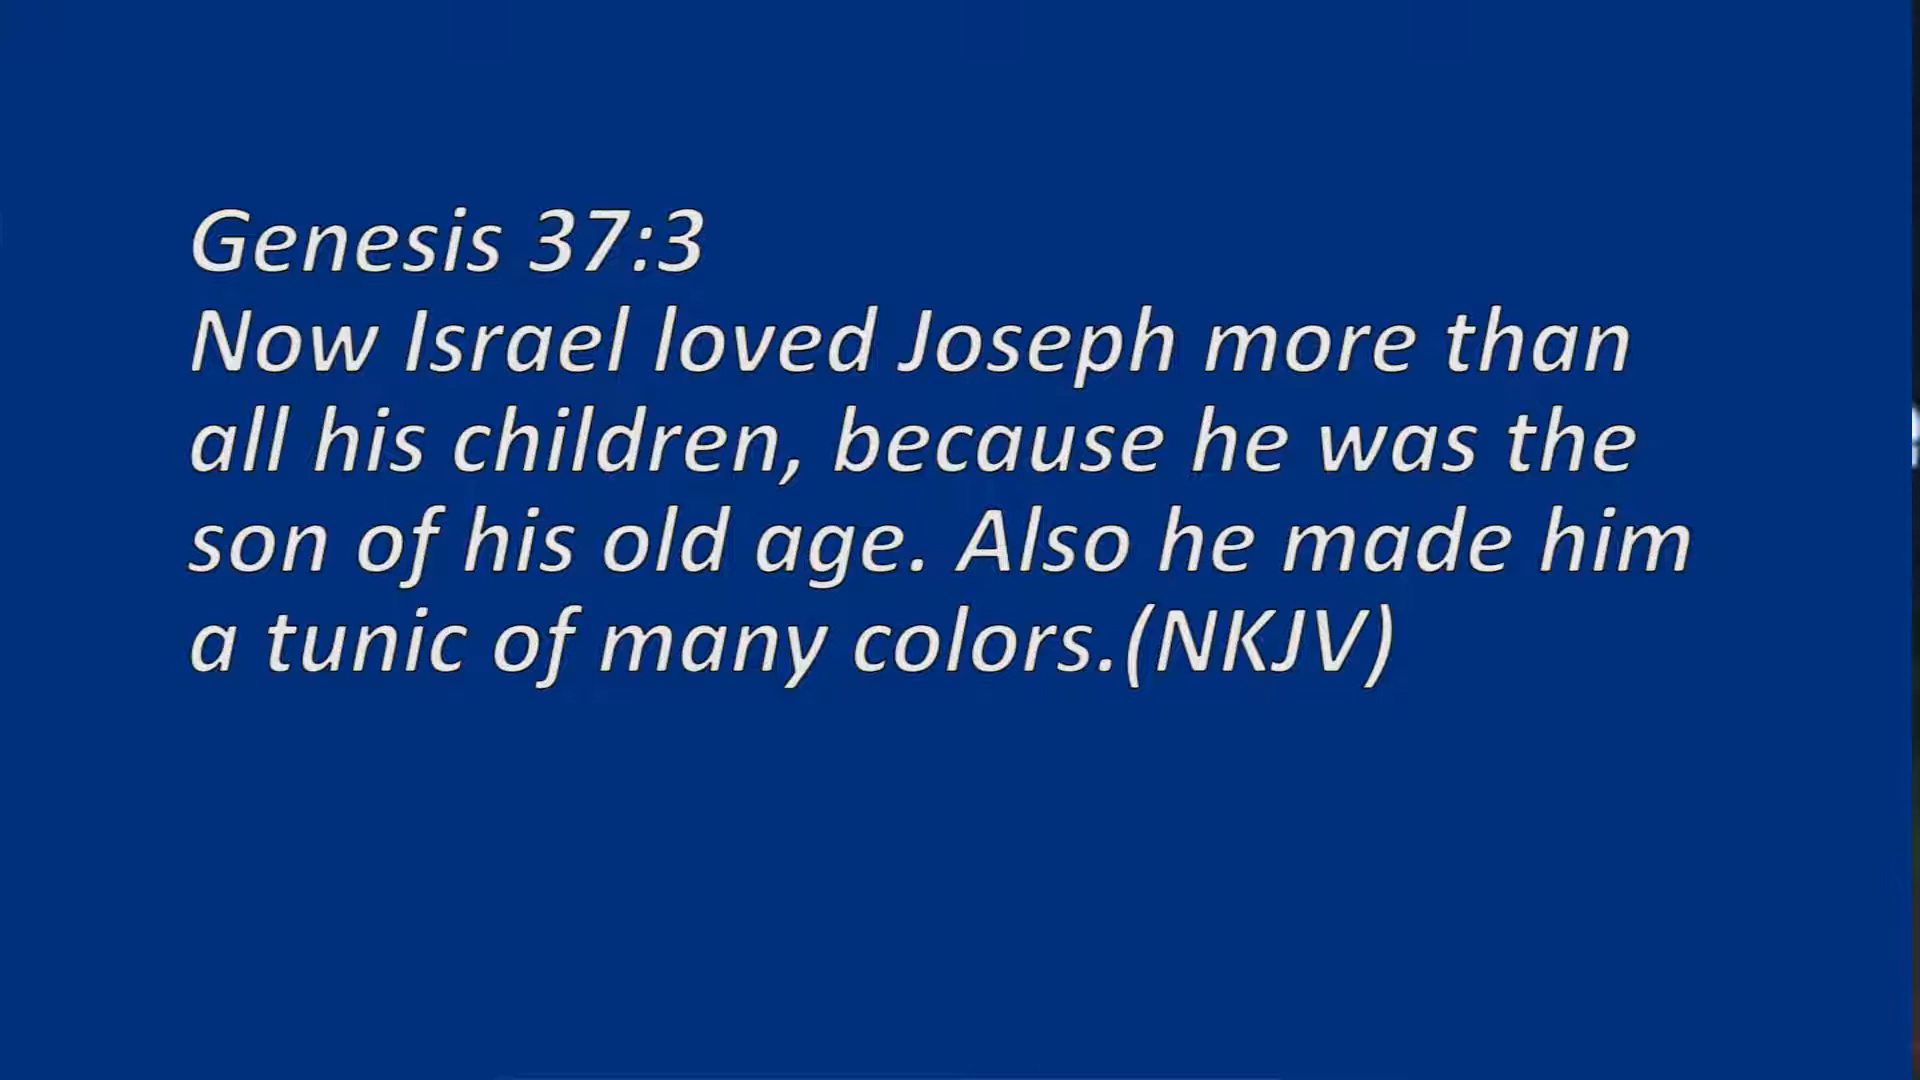 Genesis 37:3
Now Israel loved Joseph more than
all his children, because he was the
son of his old age. Also he made him
a tunic of many colors.(NKJV)